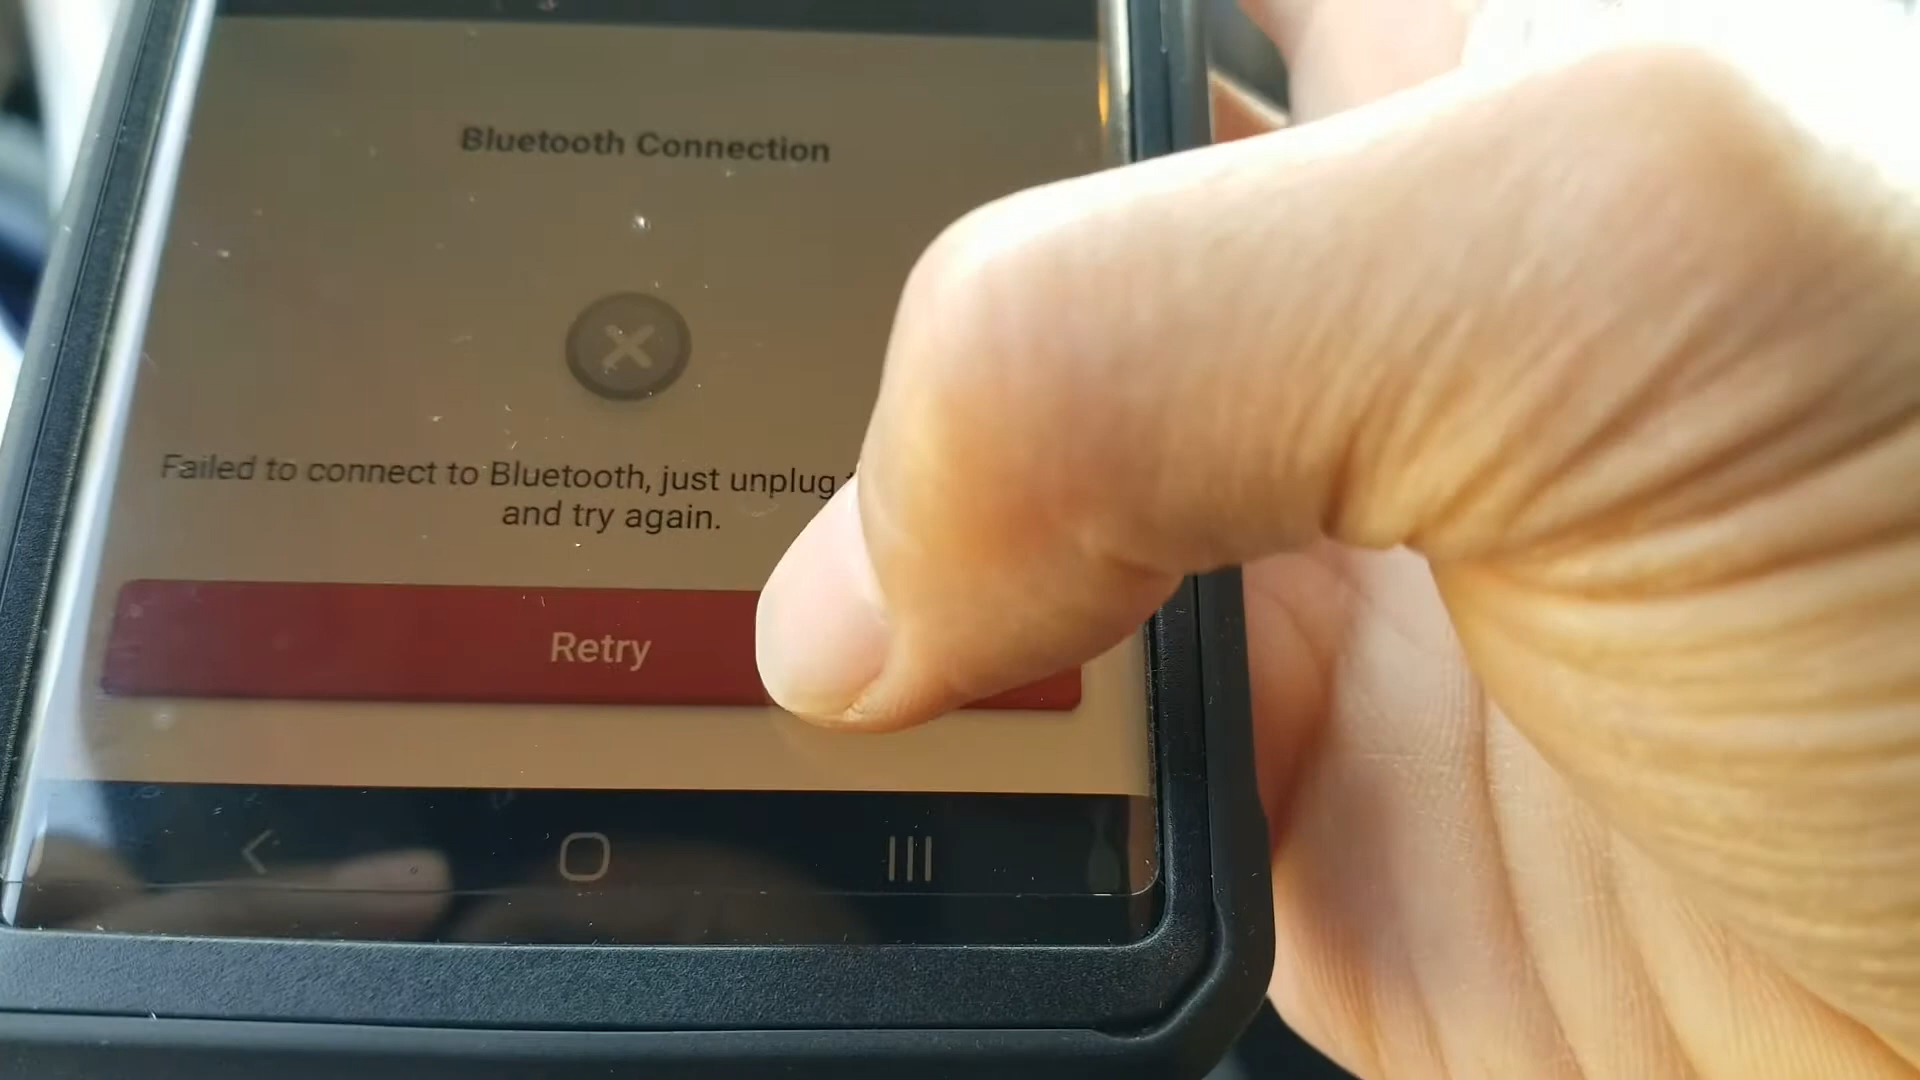 Bluetooth Connection
Failed to connect to Bluetooth, just unplug
and try again.
Retry